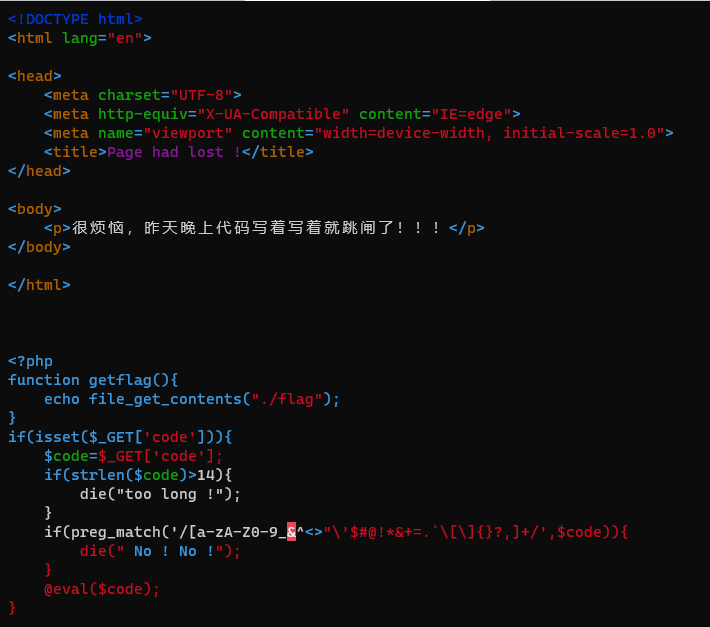 <!DOCTYPE html>
<html lang="en">
<head>
    <meta charset="UTF-8">
    <meta http-equiv="X-UA-Compatible" content="IE=edge">
    <meta name="viewport" content="width=device-width, initial-scale=1.0">
    <title>Page had lost !</title>
</head>
<body>
    <p>很烦恼，昨天晚上代码写着写着就跳闸了！！！</p>
</body>
</html>
<?php
function getflag(){
    echo file_get_contents("./flag");
}
if(isset($_GET['code'])){
    $code=$_GET['code'];
    if(strlen($code)>14){
        die("too long !");
    }
    if(preg_match('/[a-zA-Z0-9_&^<>"\'$#@!*&+=.`\[\]{}?,]+/',$code)){
        die(" No ! No !");
    }
    @eval($code);
}